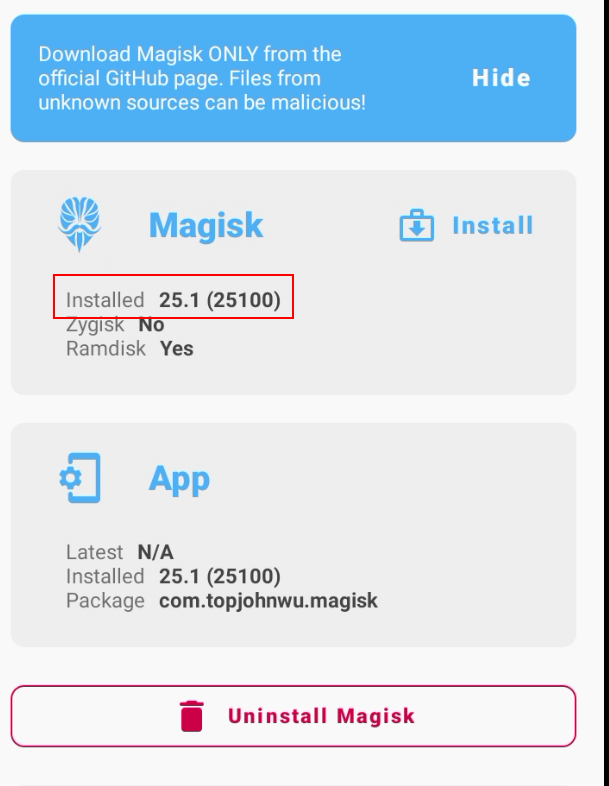 Download Magisk ONLY from the
official GitHub page. Files from
unknown sources can be malicious!
Hide
Magisk
Install
Installed 25.1 (25100)
Zygisk No
Ramdisk Yes
App
Latest N/A
Installed 25.1 (25100)
Package com.topjohnwu.magisk
Uninstall Magisk